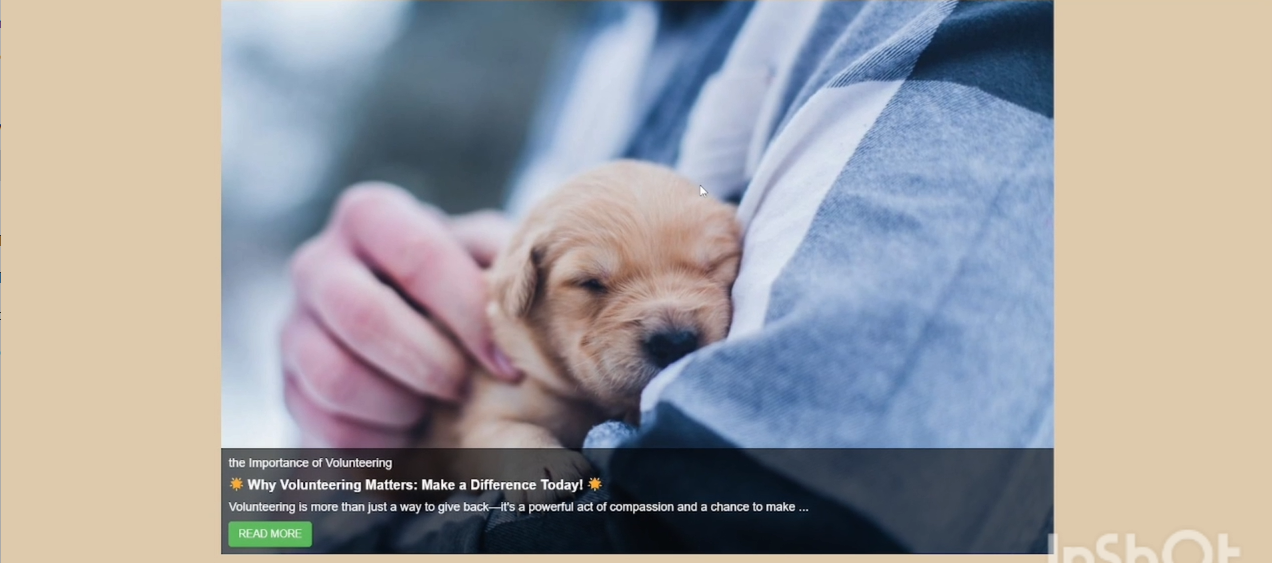 the Importance of Volunteering
☀ Why Volunteering Matters: Make a Difference Today! ☀
Volunteering is more than just a way to give back—it's a powerful act of compassion and a chance to make ...
READ MORE
InShOt